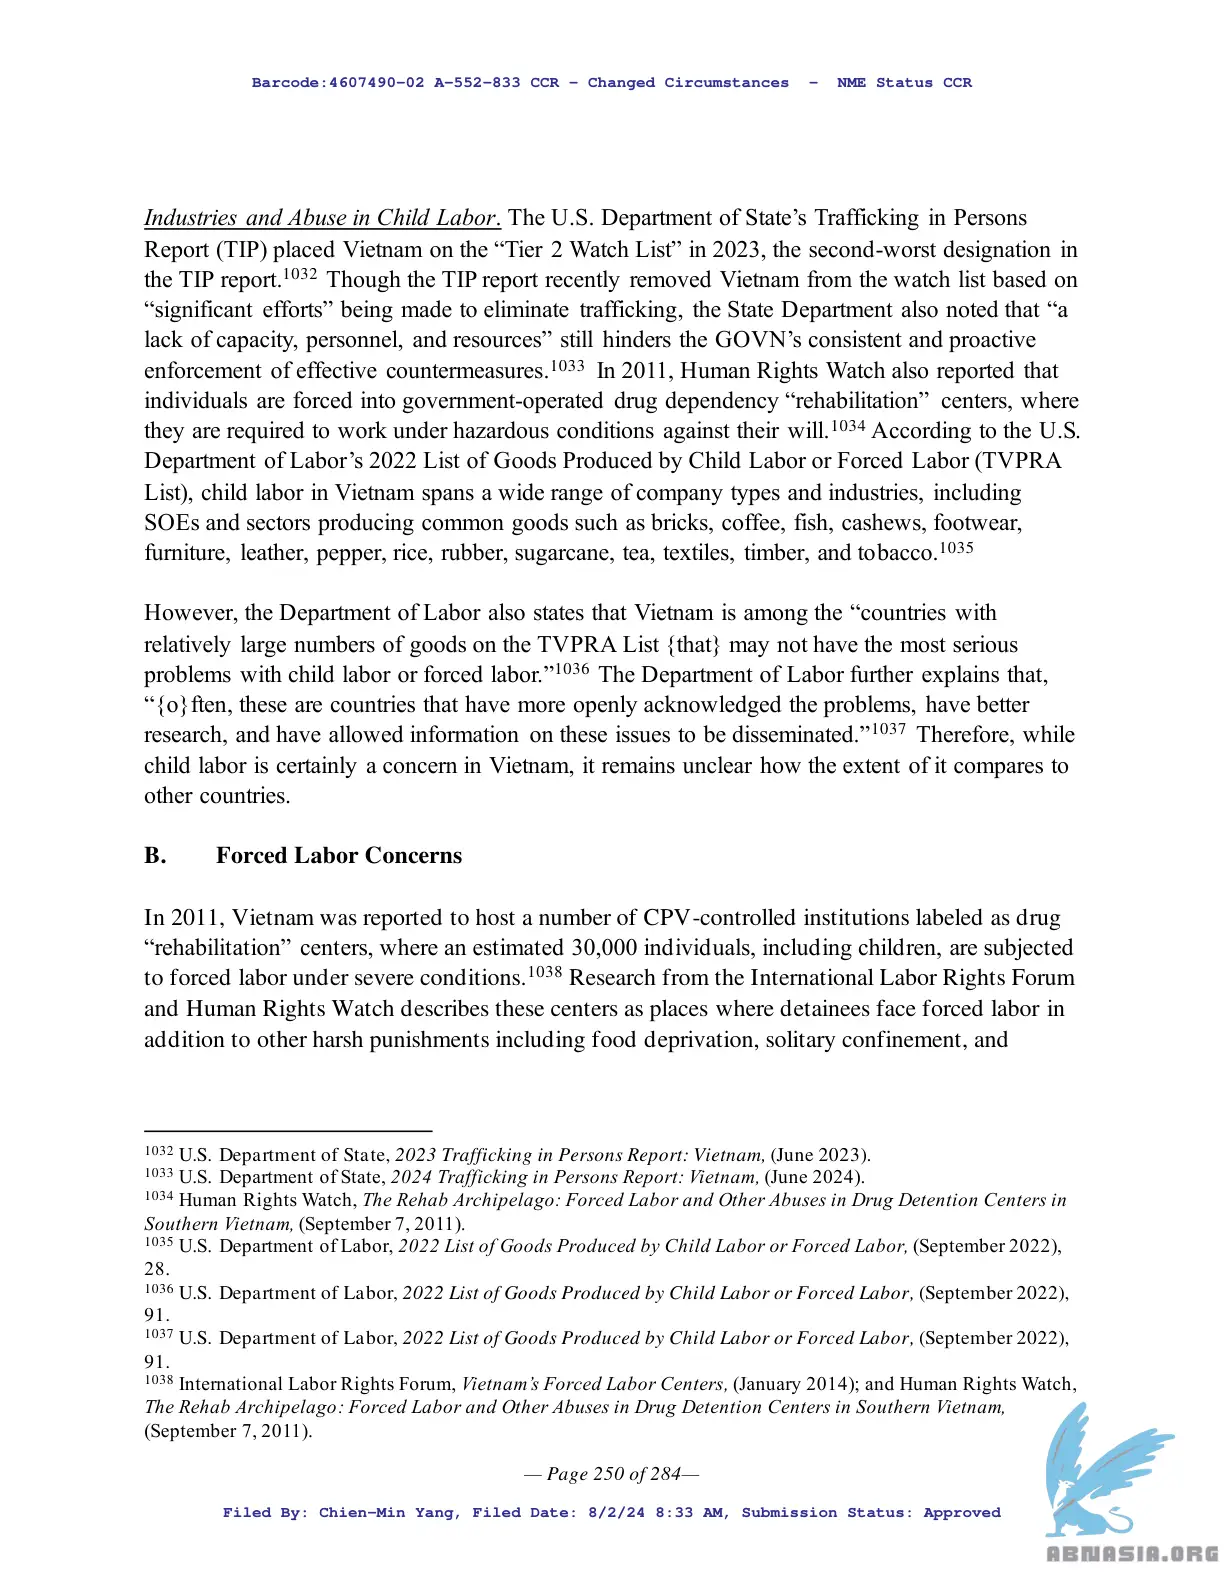 Barcode:4607490-02 A-552-833 CCR - Changed Circumstances - NME Status CCR
Industries and Abuse in Child Labor. The U.S. Department of State’s Trafficking in Persons
Report (TIP) placed Vietnam on the “Tier 2 Watch List” in 2023, the second-worst designation in
the TIP report.1032 Though the TIP report recently removed Vietnam from the watch list based on
“significant efforts” being made to eliminate trafficking, the State Department also noted that “a
lack of capacity, personnel, and resources” still hinders the GOVN’s consistent and proactive
enforcement of effective countermeasures.1033 In 2011, Human Rights Watch also reported that
individuals are forced into government-operated drug dependency “rehabilitation” centers, where
they are required to work under hazardous conditions against their will.1034 According to the U.S.
Department of Labor’s 2022 List of Goods Produced by Child Labor or Forced Labor (TVPRA
List), child labor in Vietnam spans a wide range of company types and industries, including
SOEs and sectors producing common goods such as bricks, coffee, fish, cashews, footwear,
furniture, leather, pepper, rice, rubber, sugarcane, tea, textiles, timber, and tobacco.1035
However, the Department of Labor also states that Vietnam is among the “countries with
relatively large numbers of goods on the TVPRA List {that} may not have the most serious
problems with child labor or forced labor.”1036 The Department of Labor further explains that,
“{o}ften, these are countries that have more openly acknowledged the problems, have better
research, and have allowed information on these issues to be disseminated.”1037 Therefore, while
child labor is certainly a concern in Vietnam, it remains unclear how the extent of it compares to
other countries.
B. Forced Labor Concerns
In 2011, Vietnam was reported to host a number of CPV-controlled institutions labeled as drug
“rehabilitation” centers, where an estimated 30,000 individuals, including children, are subjected
to forced labor under severe conditions.1038 Research from the International Labor Rights Forum
and Human Rights Watch describes these centers as places where detainees face forced labor in
addition to other harsh punishments including food deprivation, solitary confinement, and
1032 U.S. Department of State, 2023 Trafficking in Persons Report: Vietnam, (June 2023).
1033 U.S. Department of State, 2024 Trafficking in Persons Report: Vietnam, (June 2024).
1034 Human Rights Watch, The Rehab Archipelago: Forced Labor and Other Abuses in Drug Detention Centers in
Southern Vietnam, (September 7, 2011).
1035 U.S. Department of Labor, 2022 List of Goods Produced by Child Labor or Forced Labor, (September 2022),
28.
1036 U.S. Department of Labor, 2022 List of Goods Produced by Child Labor or Forced Labor, (September 2022),
91.
1037 U.S. Department of Labor, 2022 List of Goods Produced by Child Labor or Forced Labor, (September 2022),
91.
1038 International Labor Rights Forum, Vietnam’s Forced Labor Centers, (January 2014); and Human Rights Watch,
The Rehab Archipelago: Forced Labor and Other Abuses in Drug Detention Centers in Southern Vietnam,
(September 7, 2011).
— Page 250 of 284—
Filed By: Chien-Min Yang, Filed Date: 8/2/24 8:33 AM, Submission Status: Approved
ABNASIA.ORG